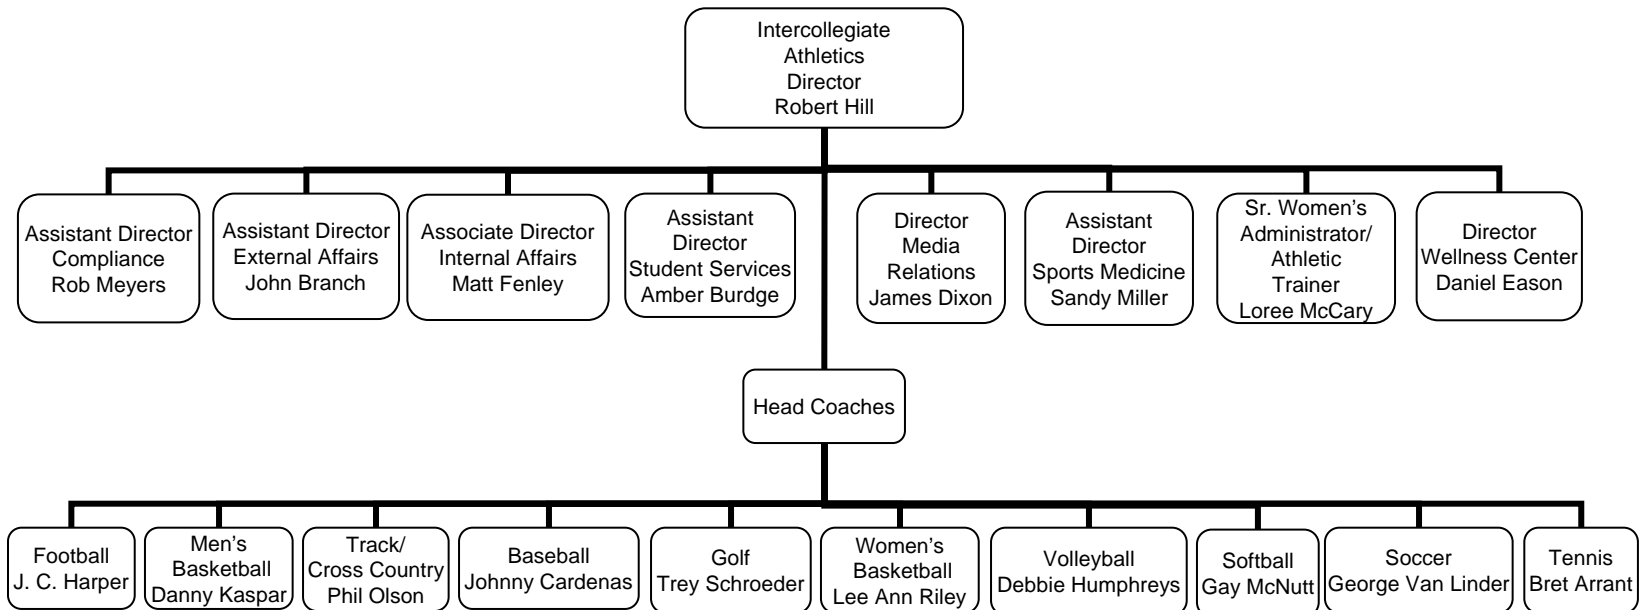 Intercollegiate
Athletics
Director
Robert Hill
Assistant Director
Compliance
Rob Meyers
Assistant Director
External Affairs
John Branch
Associate Director
Internal Affairs
Matt Fenley
Assistant
Director
Student Services
Amber Burdge
Director
Media
Relations
James Dixon
Assistant
Director
Sports Medicine
Sandy Miller
Sr. Women's
Administrator/
Athletic
Trainer
Loree McCary
Director
Wellness Center
Daniel Eason
Head Coaches
Football
J. C. Harper
Men's
Basketball
Danny Kaspar
Track/
Cross Country
Phil Olson
Baseball
Johnny Cardenas
Golf
Trey Schroeder
Women's
Basketball
Lee Ann Riley
Volleyball
Debbie Humphreys
Softball
Gay McNutt
Soccer
George Van Linder
Tennis
Bret Arrant